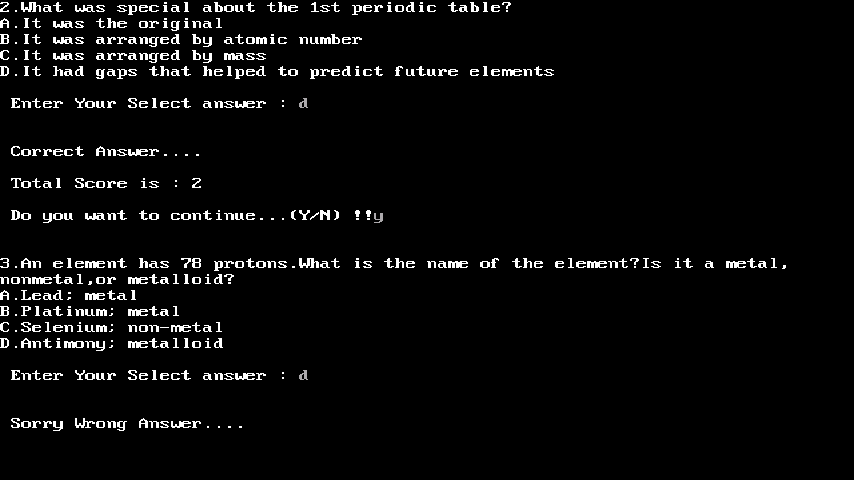 2.What was special about the 1st periodic table?
A.It was the original
B.It was arranged by atomic number
C.It was arranged by mass
D.It had gaps that helped to predict future elements
Enter Your Select answer : d
Correct Answer....
Total Score is : 2
Do you want to continue...(Y/N) !!y
3.An element has 78 protons.What is the name of the element?Is it a metal,
nonmetal,or metalloid?
A.Lead; metal
B.Platinum; metal
C.Selenium; non-metal
D.Antimony; metalloid
Enter Your Select answer : d
Sorry Wrong Answer....